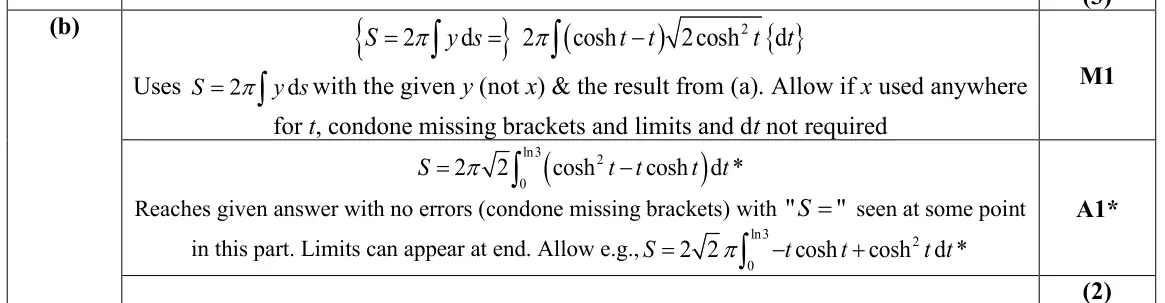 (3)
(b)
{S = 2π∫y ds =} 2π∫(cosh t − t)√(2cosh² t) {dt}
Uses S = 2π∫y ds with the given y (not x) & the result from (a). Allow if x used anywhere
for t, condone missing brackets and limits and dt not required
M1
S = 2π√2∫₀^(ln3) (cosh² t − t cosh t) dt *
Reaches given answer with no errors (condone missing brackets) with "S =" seen at some point
in this part. Limits can appear at end. Allow e.g., S = 2√2 π∫₀^(ln3) −t cosh t + cosh² t dt *
A1*
(2)